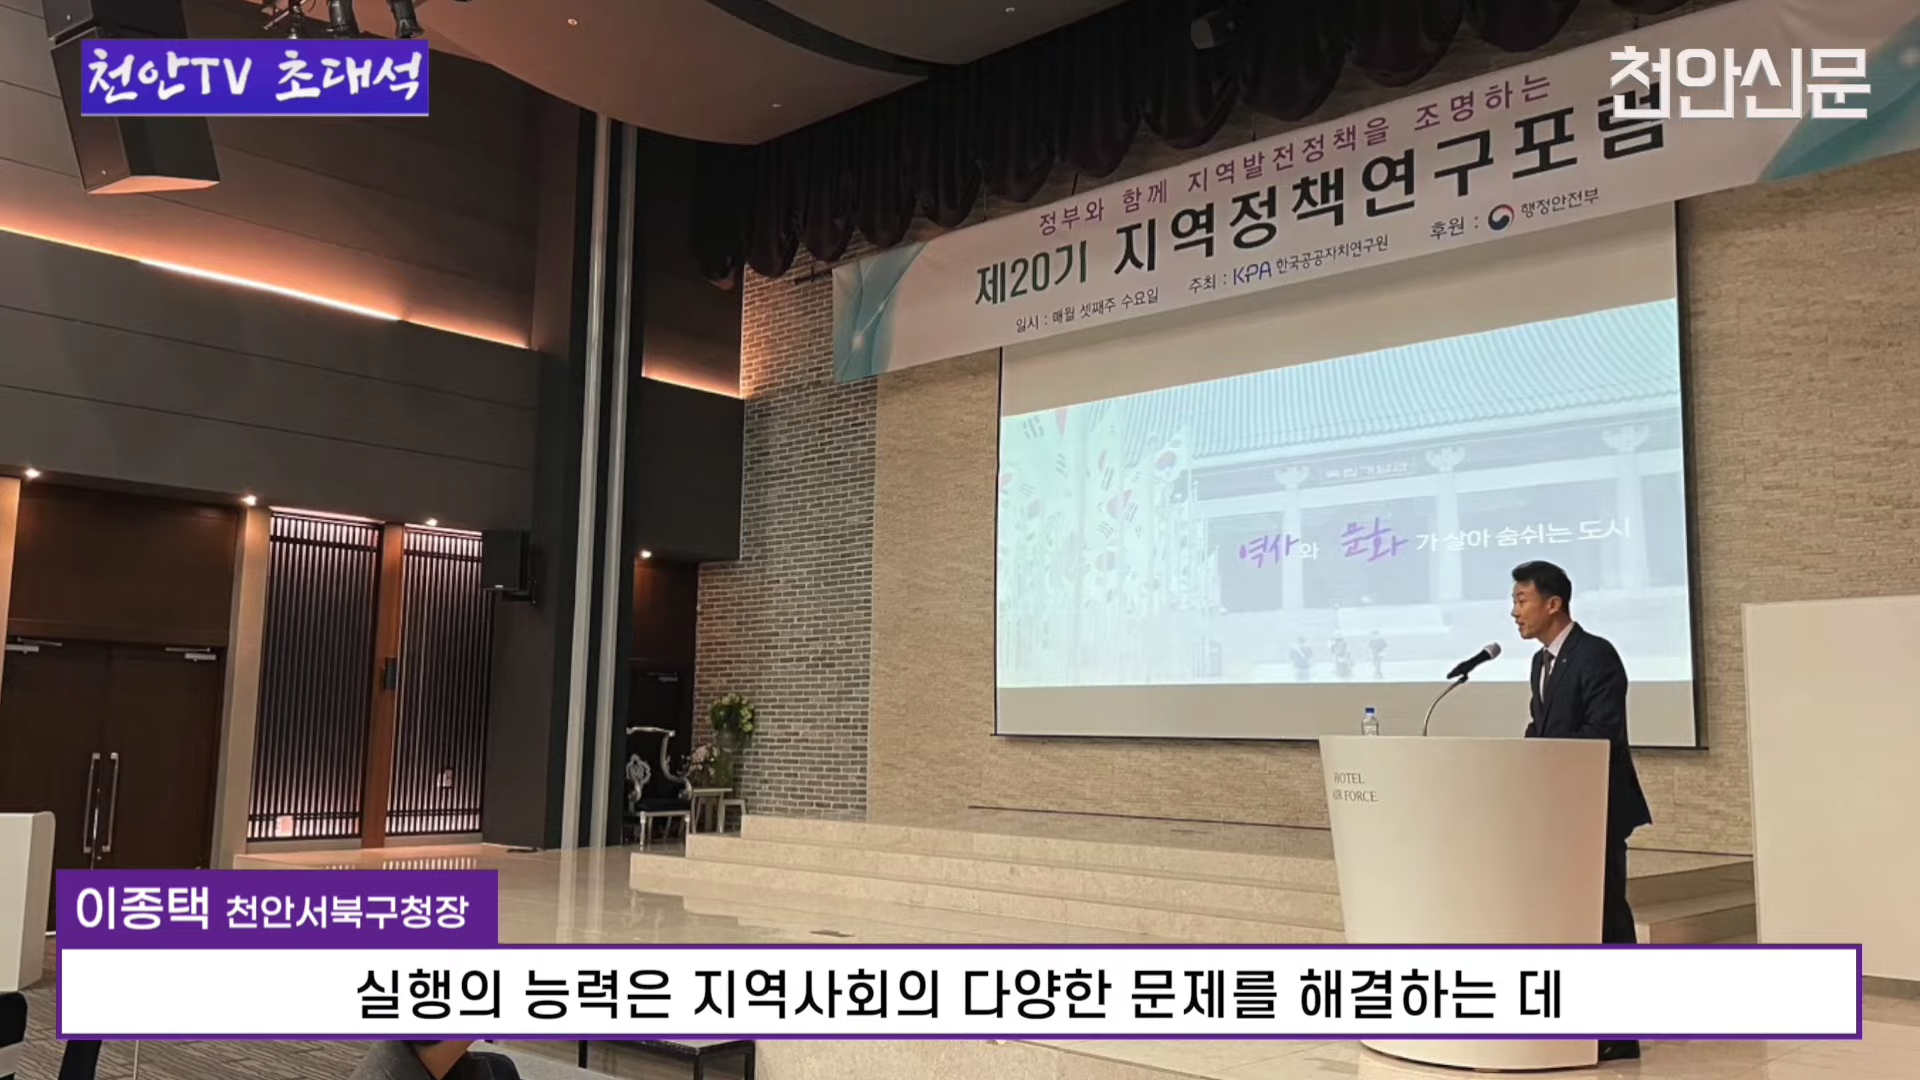 천안TV 초대석
천안신문
정부와 함께 지역발전정책을 조명하는
제20기 지역정책연구포럼
일시 : 매월 셋째주 수요일 주최 : KPA 한국공공자치연구원 후원 : 행정안전부
독립기념관
역사와 문화가 살아 숨쉬는 도시
HOTEL
AIR FORCE
이종택 천안서북구청장
실행의 능력은 지역사회의 다양한 문제를 해결하는 데